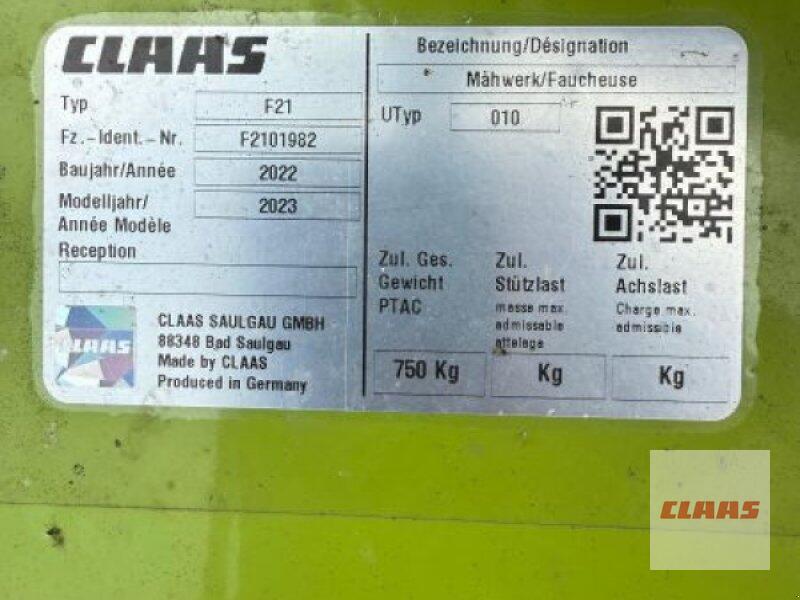 CLAAS
Typ F21
Fz.-Ident.-Nr. F2101982
Baujahr/Année 2022
Modelljahr/
Année Modèle 2023
Reception
CLAAS
CLAAS SAULGAU GMBH
88348 Bad Saulgau
Made by CLAAS
Produced in Germany
Bezeichnung/Désignation
Mähwerk/Faucheuse
UTyp 010
Zul. Ges.
Gewicht
PTAC
750 Kg
Zul.
Stützlast
masse max.
admissable
attelage
Kg
Zul.
Achslast
Charge max.
admissible
Kg
CLAAS